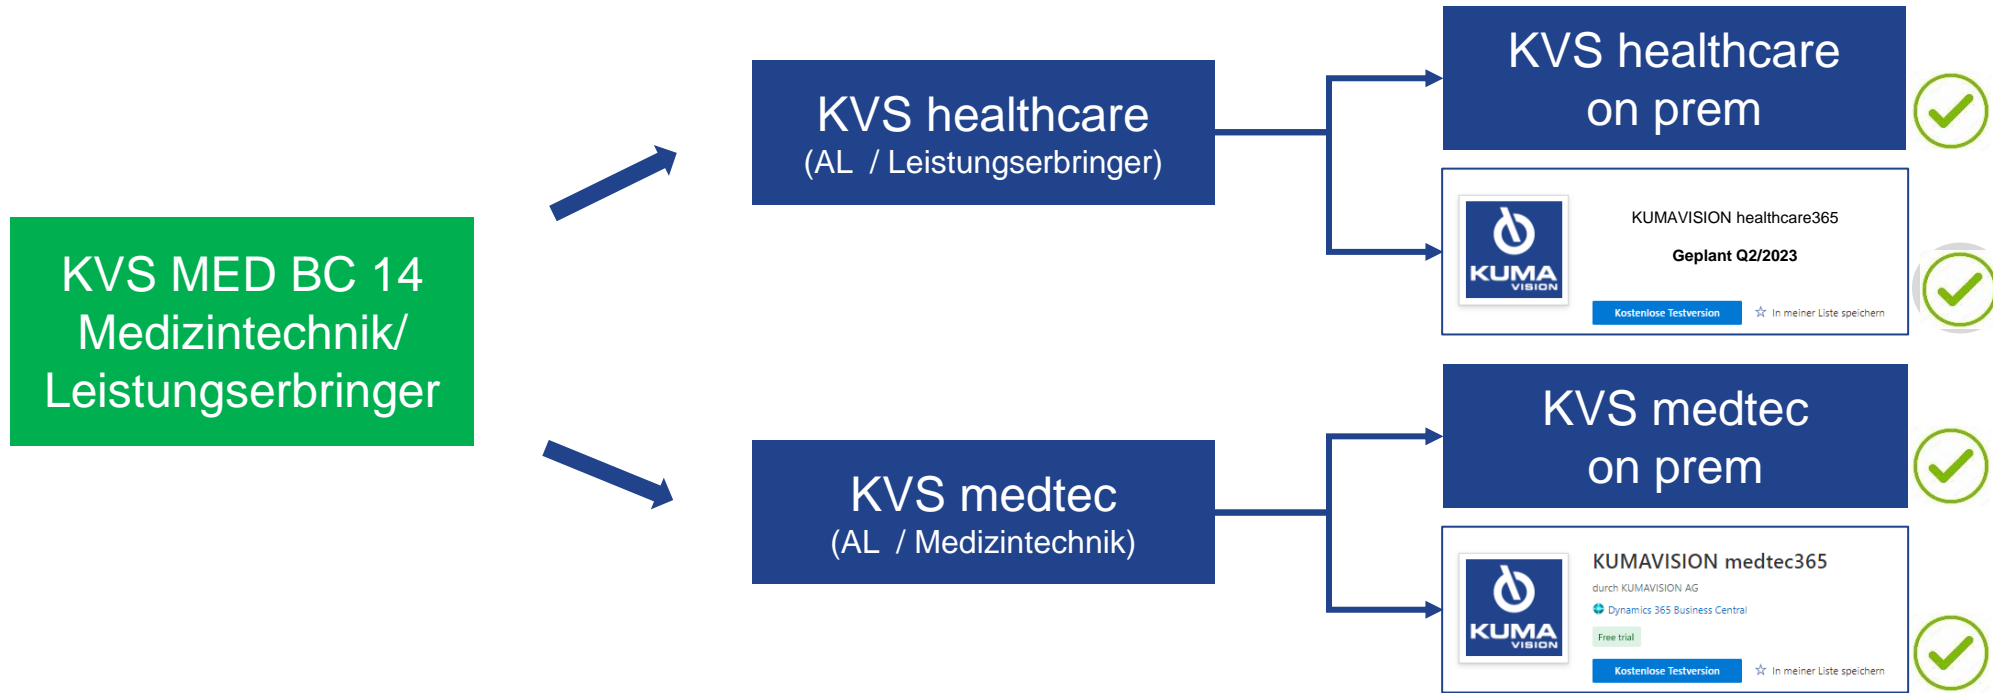 KVS MED BC 14
Medizintechnik/
Leistungserbringer
KVS healthcare
(AL / Leistungserbringer)
KVS medtec
(AL / Medizintechnik)
KVS healthcare
on prem
KUMA
VISION
KUMAVISION healthcare365
Geplant Q2/2023
Kostenlose Testversion
☆ In meiner Liste speichern
KVS medtec
on prem
KUMA
VISION
KUMAVISION medtec365
durch KUMAVISION AG
Dynamics 365 Business Central
Free trial
Kostenlose Testversion
☆ In meiner Liste speichern